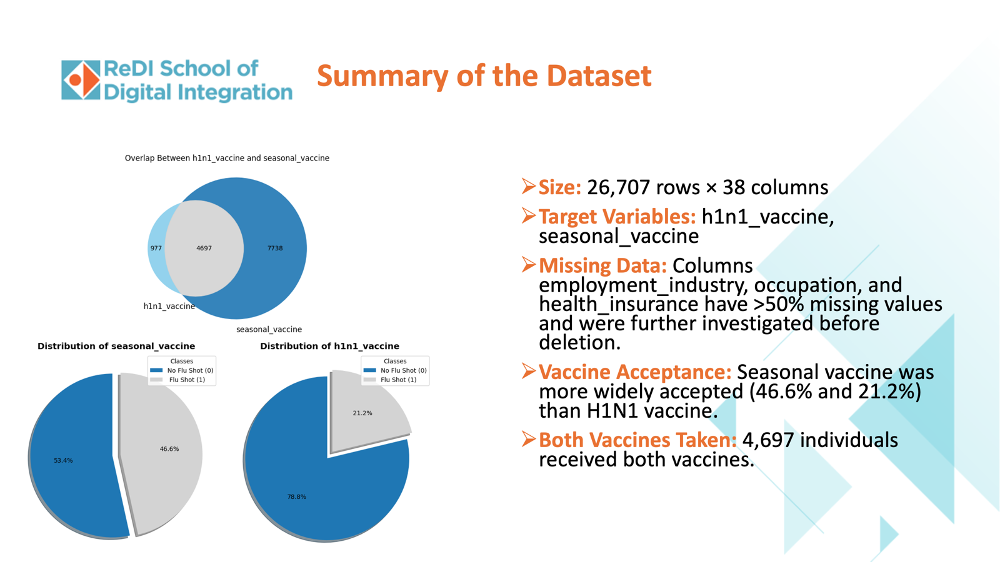 ReDI School of
Digital Integration
Summary of the Dataset
Overlap Between h1n1_vaccine and seasonal_vaccine
977
4697
7738
h1n1_vaccine
seasonal_vaccine
Distribution of seasonal_vaccine
Classes
No Flu Shot (0)
Flu Shot (1)
46.6%
53.4%
Distribution of h1n1_vaccine
Classes
No Flu Shot (0)
Flu Shot (1)
21.2%
78.8%
Size: 26,707 rows × 38 columns
Target Variables: h1n1_vaccine,
seasonal_vaccine
Missing Data: Columns
employment_industry, occupation, and
health_insurance have >50% missing values
and were further investigated before
deletion.
Vaccine Acceptance: Seasonal vaccine was
more widely accepted (46.6% and 21.2%)
than H1N1 vaccine.
Both Vaccines Taken: 4,697 individuals
received both vaccines.